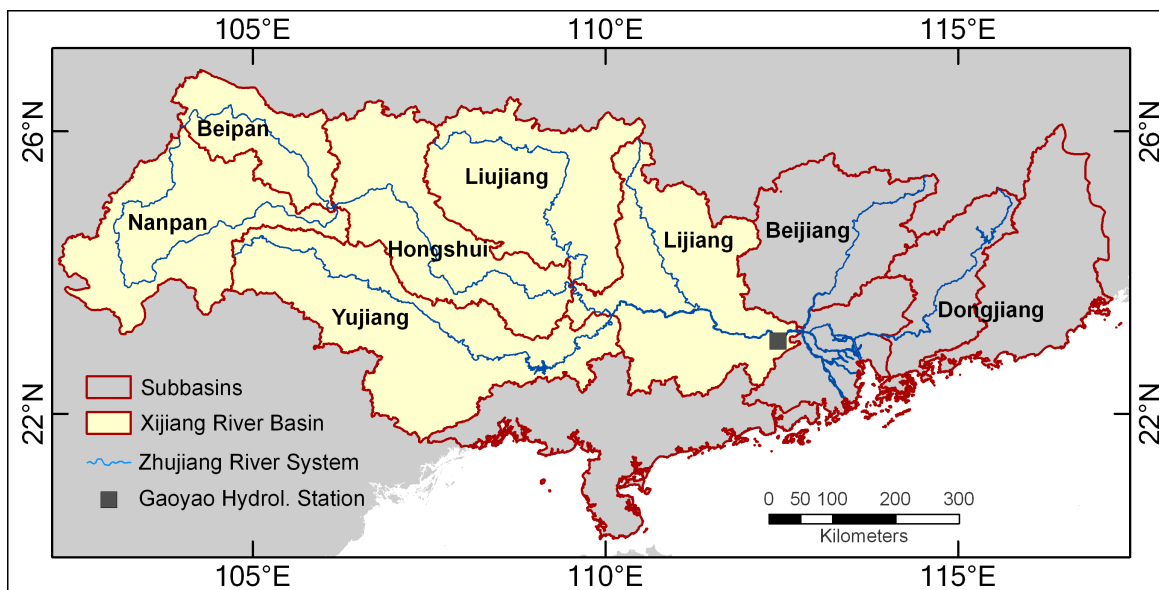 105°E 110°E 115°E
26°N 26°N
Beipan
Liujiang
Nanpan
Hongshui
Lijiang
Beijiang
Yujiang
Dongjiang
22°N 22°N
Subbasins
Xijiang River Basin
Zhujiang River System
Gaoyao Hydrol. Station
0 50 100 200 300
Kilometers
105°E 110°E 115°E